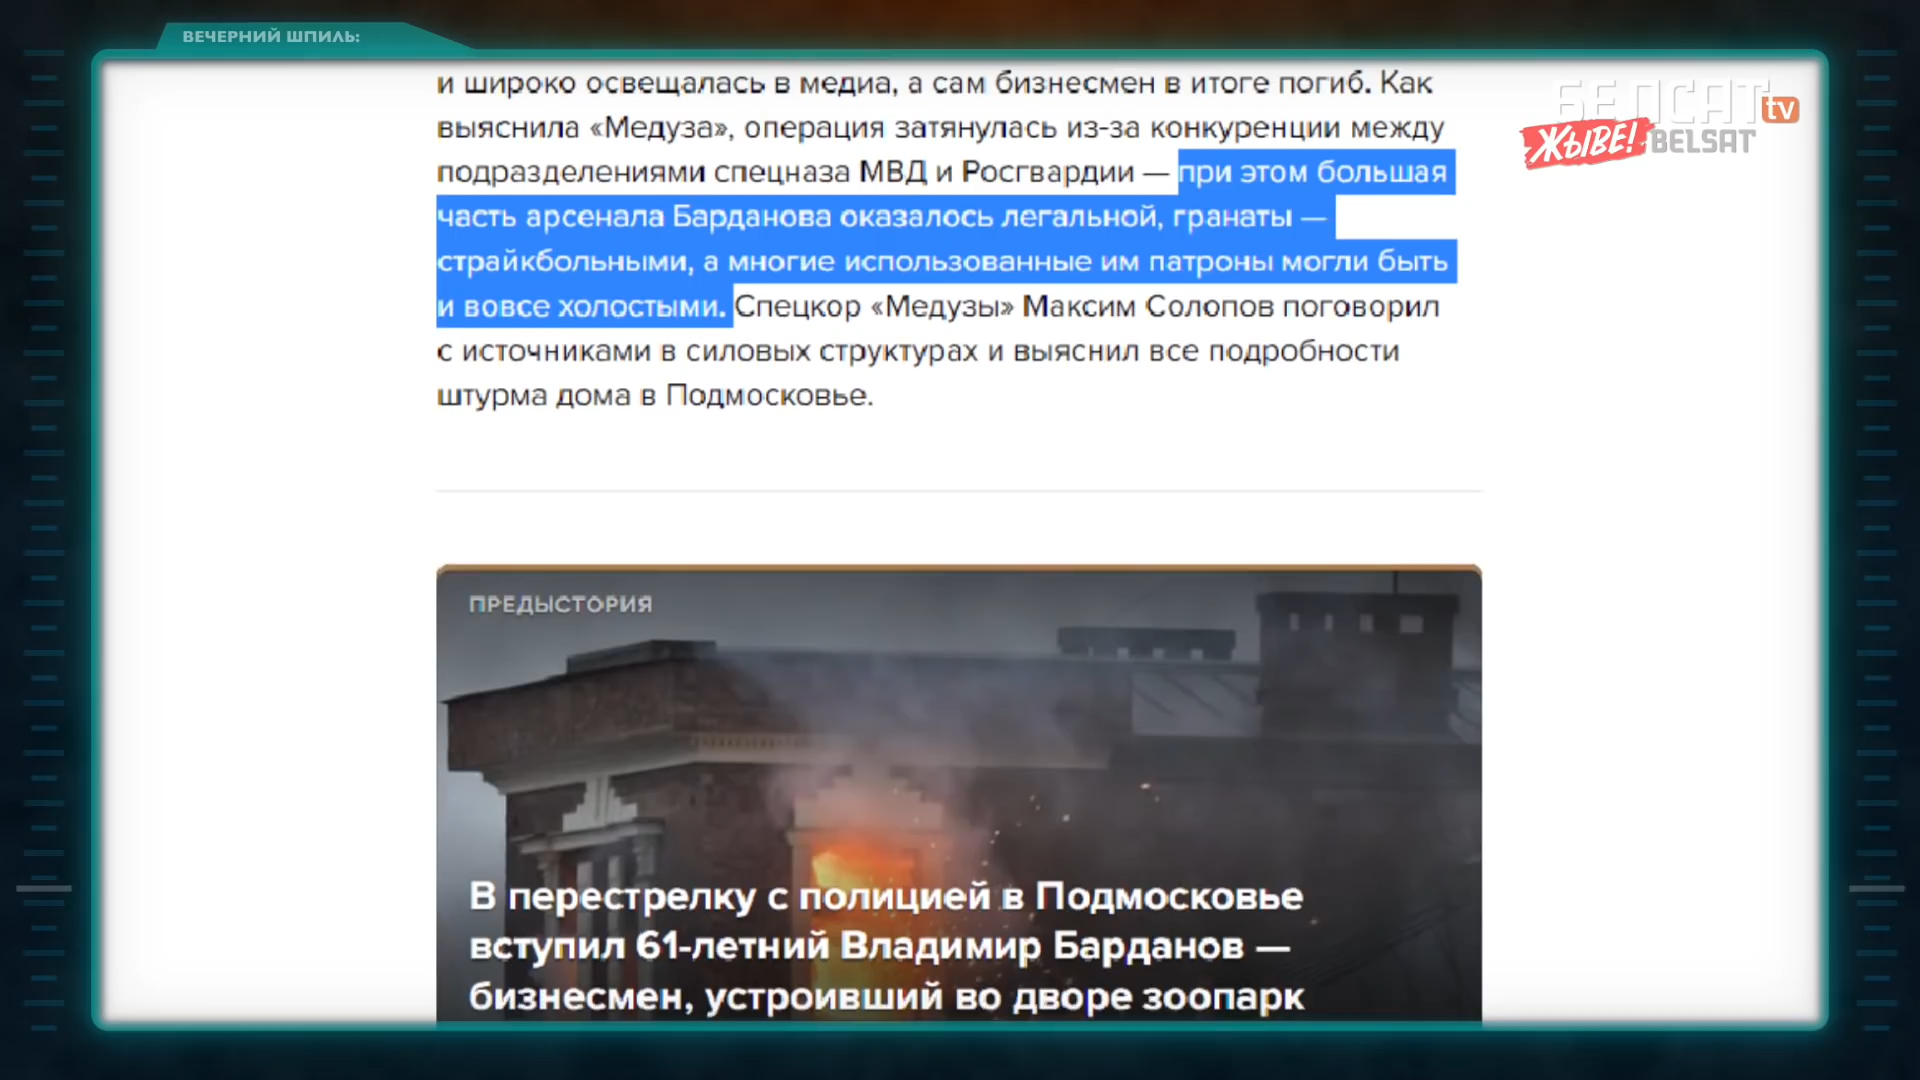 ВЕЧЕРНИЙ ШПИЛЬ:
БЕЛСАТ tv
ЖЫВЕ! BELSAT
и широко освещалась в медиа, а сам бизнесмен в итоге погиб. Как
выяснила «Медуза», операция затянулась из-за конкуренции между
подразделениями спецназа МВД и Росгвардии — при этом большая
часть арсенала Барданова оказалось легальной, гранаты —
страйкбольными, а многие использованные им патроны могли быть
и вовсе холостыми. Спецкор «Медузы» Максим Солопов поговорил
с источниками в силовых структурах и выяснил все подробности
штурма дома в Подмосковье.
ПРЕДЫСТОРИЯ
В перестрелку с полицией в Подмосковье
вступил 61-летний Владимир Барданов —
бизнесмен, устроивший во дворе зоопарк